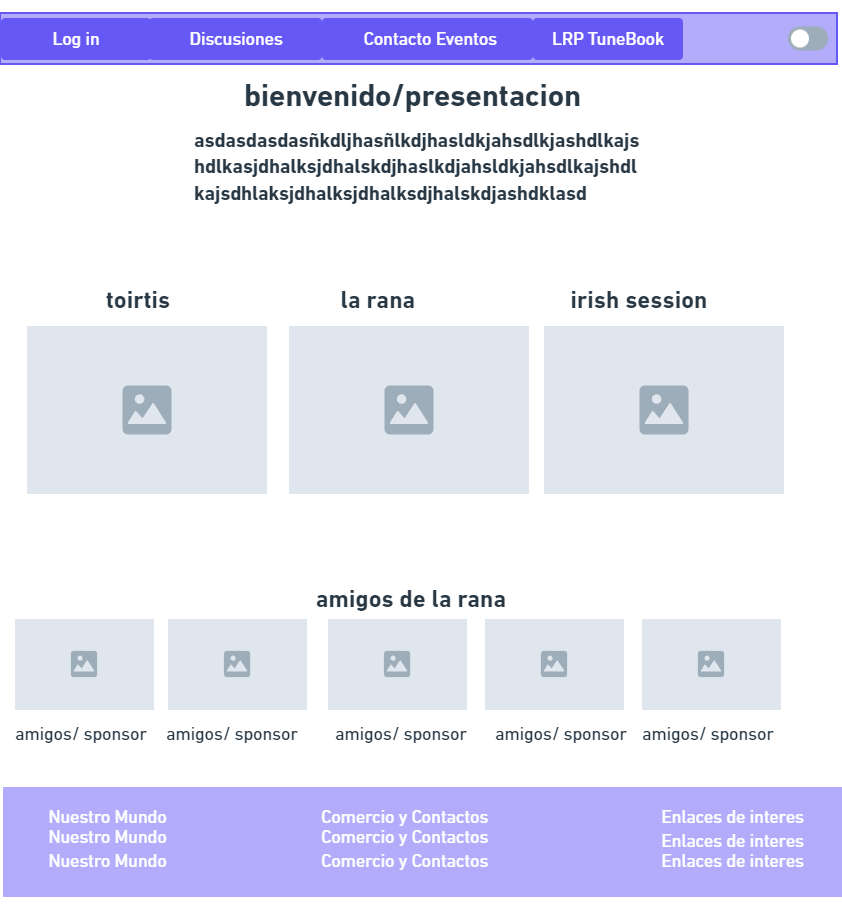 Log in Discusiones Contacto Eventos LRP TuneBook
bienvenido/presentacion
asdasdasdasñkdljhasñlkdjhasldkjahsdlkjashdlkajs
hdlkasjdhalksjdhalskdjhaslkdjahsldkjahsdlkajshdl
kajsdhlaksjdhalksjdhalksdjhalskdjashdklasd
toirtis la rana irish session
amigos de la rana
amigos/ sponsor amigos/ sponsor amigos/ sponsor amigos/ sponsor amigos/ sponsor
Nuestro Mundo Comercio y Contactos Enlaces de interes
Nuestro Mundo Comercio y Contactos Enlaces de interes
Nuestro Mundo Comercio y Contactos Enlaces de interes